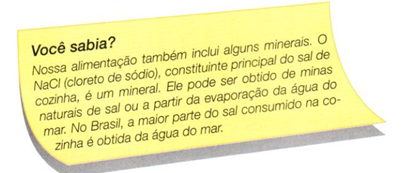 Você sabia?
Nossa alimentação também inclui alguns minerais. O
NaCl (cloreto de sódio), constituinte principal do sal de
cozinha, é um mineral. Ele pode ser obtido de minas
naturais de sal ou a partir da evaporação da água do
mar. No Brasil, a maior parte do sal consumido na co-
zinha é obtida da água do mar.